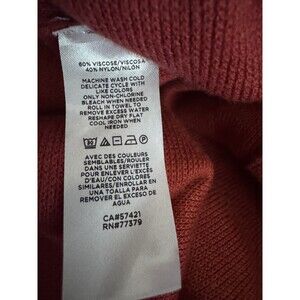 60% VISCOSE/VISCOSA
40% NYLON/NILÓN
MACHINE WASH COLD
DELICATE CYCLE WITH
LIKE COLORS
ONLY NON-CHLORINE
BLEACH WHEN NEEDED
ROLL IN TOWEL TO
REMOVE EXCESS WATER
RESHAPE DRY FLAT
COOL IRON WHEN
NEEDED
30
AVEC DES COULEURS
SEMBLABLES/ROULER
DANS UNE SERVIETTE
POUR ENLEVER L'EXCÈS
D'EAU/CON COLORES
SIMILARES/ENROLLAR EN
UNA TOALLA PARA
REMOVER EL EXCESO DE
AGUA
CA#57421
RN#77379